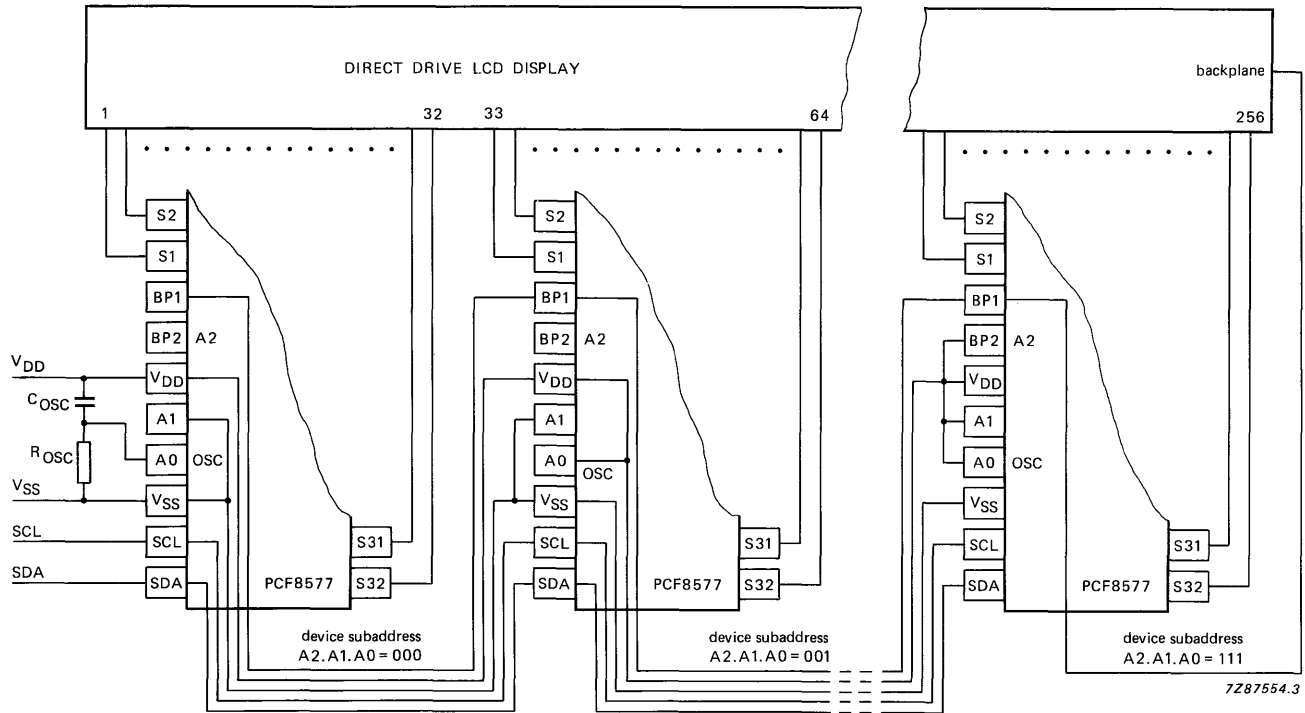 DIRECT DRIVE LCD DISPLAY
backplane
1
32
33
64
256
S2
S1
BP1
BP2 A2
VDD
VDD
COSC
A1
ROSC
A0 OSC
VSS
VSS
SCL
SCL
SDA
SDA
S31
S32
PCF8577
device subaddress
A2.A1.A0 = 000
S2
S1
BP1
BP2 A2
VDD
A1
A0 OSC
VSS
SCL
SDA
S31
S32
PCF8577
device subaddress
A2.A1.A0 = 001
S2
S1
BP1
BP2 A2
VDD
A1
A0 OSC
VSS
SCL
SDA
S31
S32
PCF8577
device subaddress
A2.A1.A0 = 111
7Z87554.3